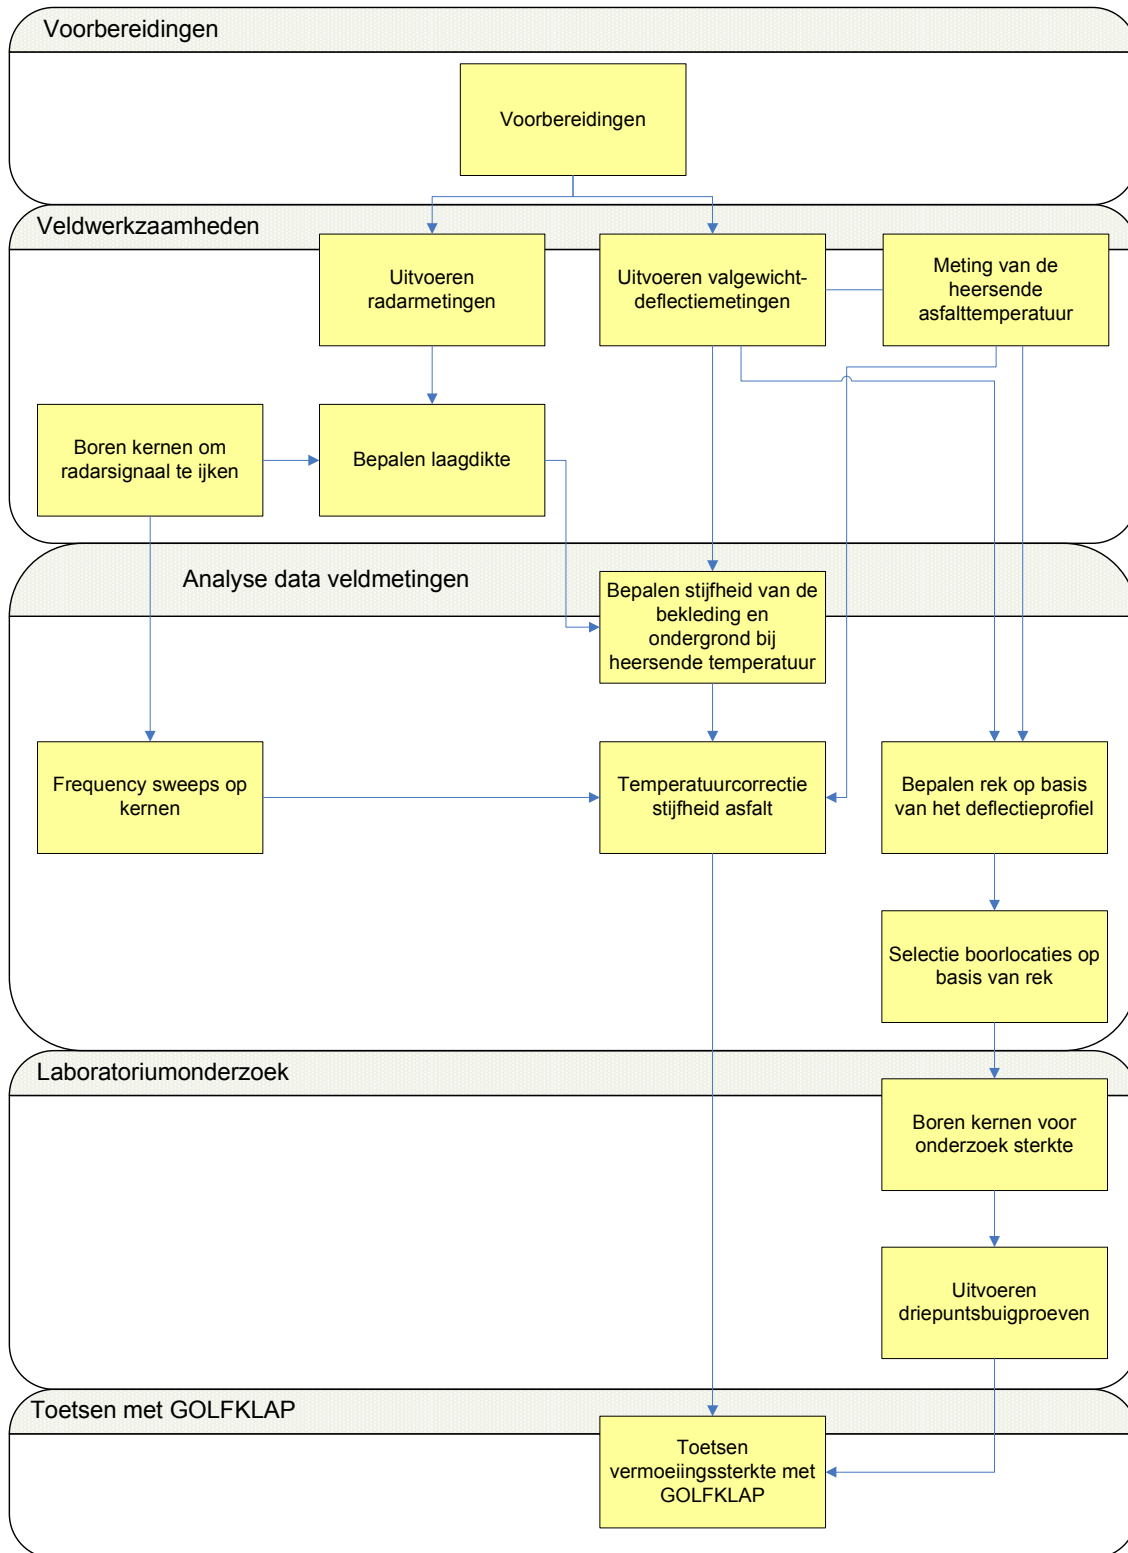 Voorbereidingen
Voorbereidingen
Veldwerkzaamheden
Uitvoeren
radarmetingen
Uitvoeren valgewicht-
deflectiemetingen
Meting van de
heersende
asfalttemperatuur
Boren kernen om
radarsignaal te ijken
Bepalen laagdikte
Analyse data veldmetingen
Bepalen stijfheid van de
bekleding en
ondergrond bij
heersende temperatuur
Frequency sweeps op
kernen
Temperatuurcorrectie
stijfheid asfalt
Bepalen rek op basis
van het deflectieprofiel
Selectie boorlocaties op
basis van rek
Laboratoriumonderzoek
Boren kernen voor
onderzoek sterkte
Uitvoeren
driepuntsbuigproeven
Toetsen met GOLFKLAP
Toetsen
vermoeiingssterkte met
GOLFKLAP